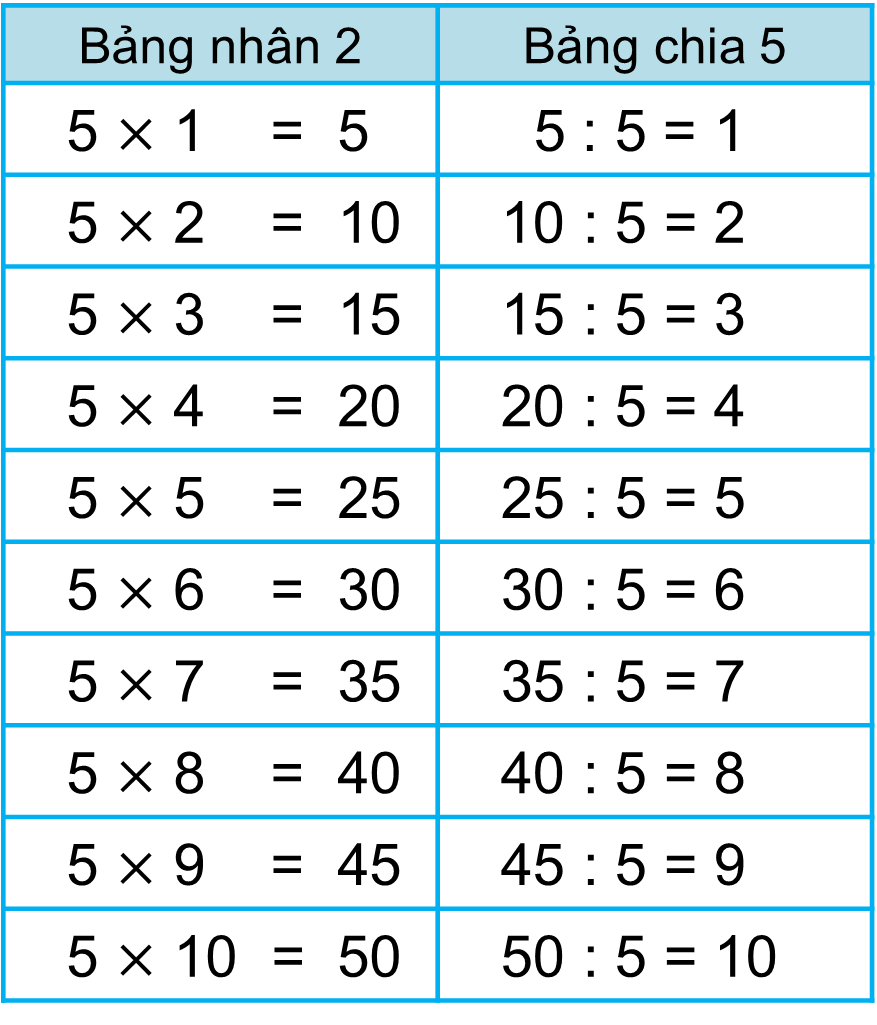 Bảng nhân 2 Bảng chia 5
5 × 1 = 5 5 : 5 = 1
5 × 2 = 10 10 : 5 = 2
5 × 3 = 15 15 : 5 = 3
5 × 4 = 20 20 : 5 = 4
5 × 5 = 25 25 : 5 = 5
5 × 6 = 30 30 : 5 = 6
5 × 7 = 35 35 : 5 = 7
5 × 8 = 40 40 : 5 = 8
5 × 9 = 45 45 : 5 = 9
5 × 10 = 50 50 : 5 = 10